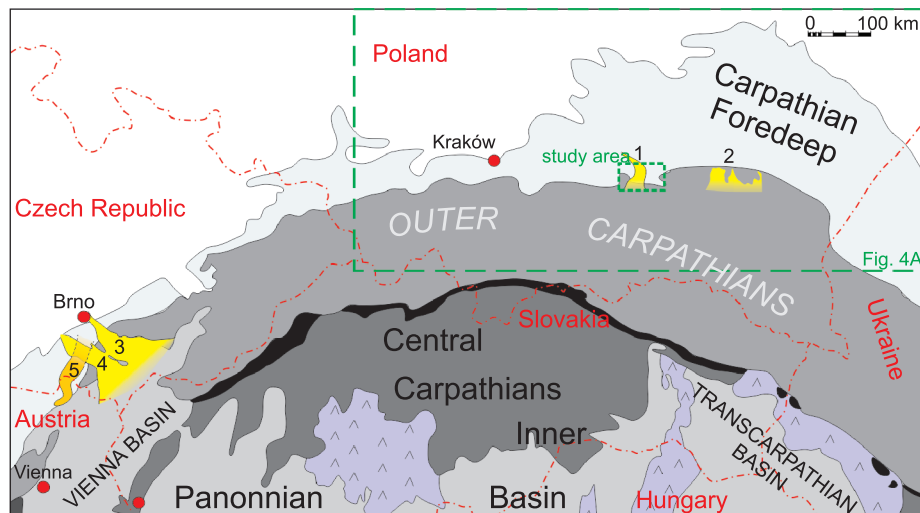 0 100 km
Poland
Carpathian
Foredeep
Kraków
study area
1
2
Czech Republic
OUTER
CARPATHIANS
Fig. 4A
Brno
Slovakia
Ukraine
3
4
5
Central
Carpathians
Austria
VIENNA BASIN
Inner
TRANSCARPATHIAN
BASIN
Vienna
Panonnian
Basin
Hungary